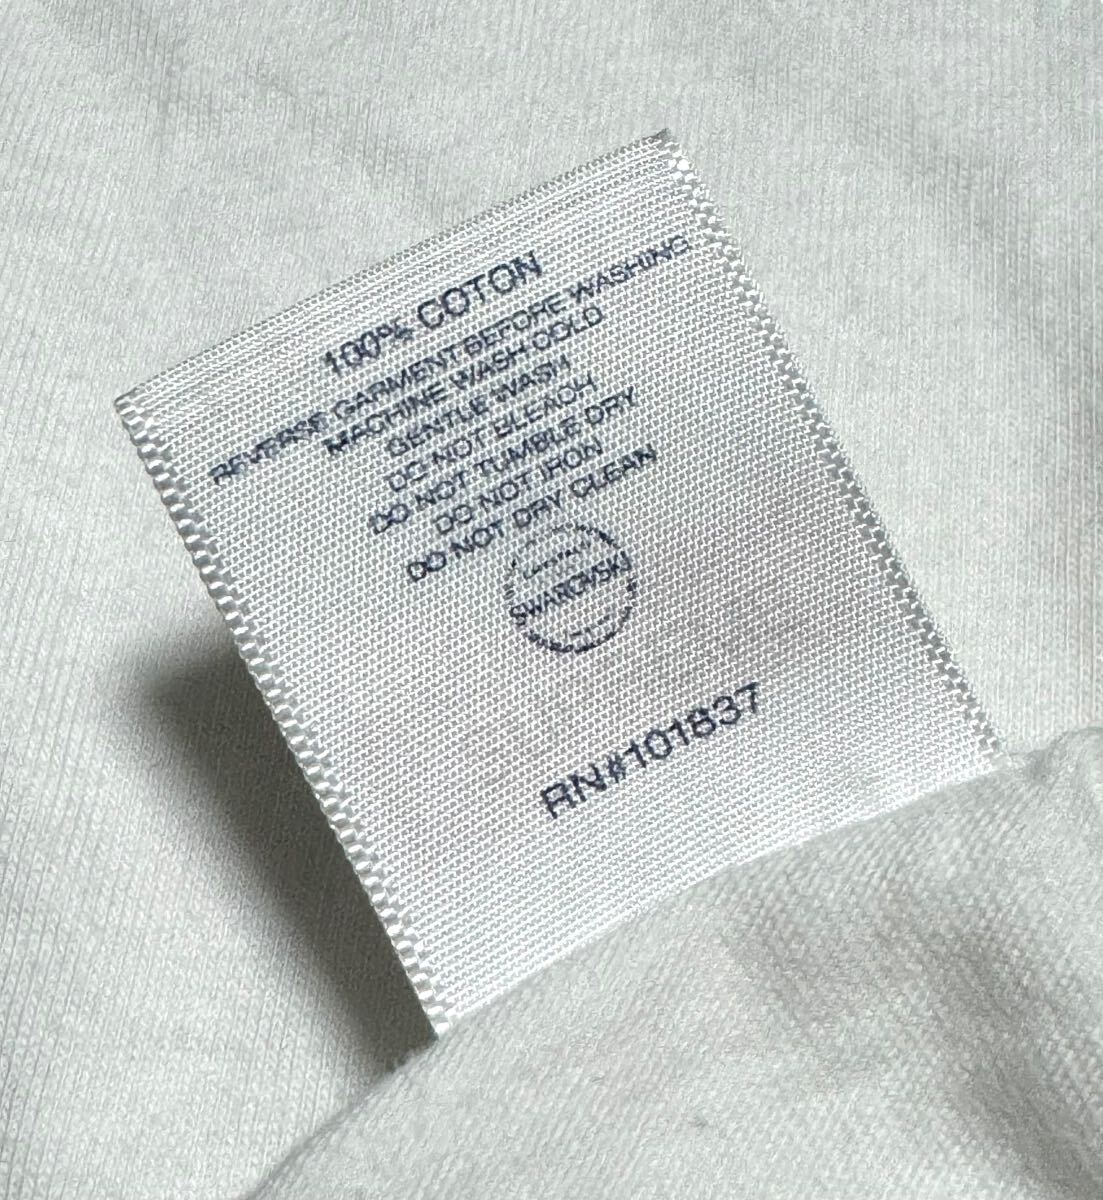 100% COTON
REVERSE GARMENT BEFORE WASHING
MACHINE WASH COLD
GENTLE WASH
DO NOT BLEACH
DO NOT TUMBLE DRY
DO NOT IRON
DO NOT DRY CLEAN
SWAROVSKI
RN#101837